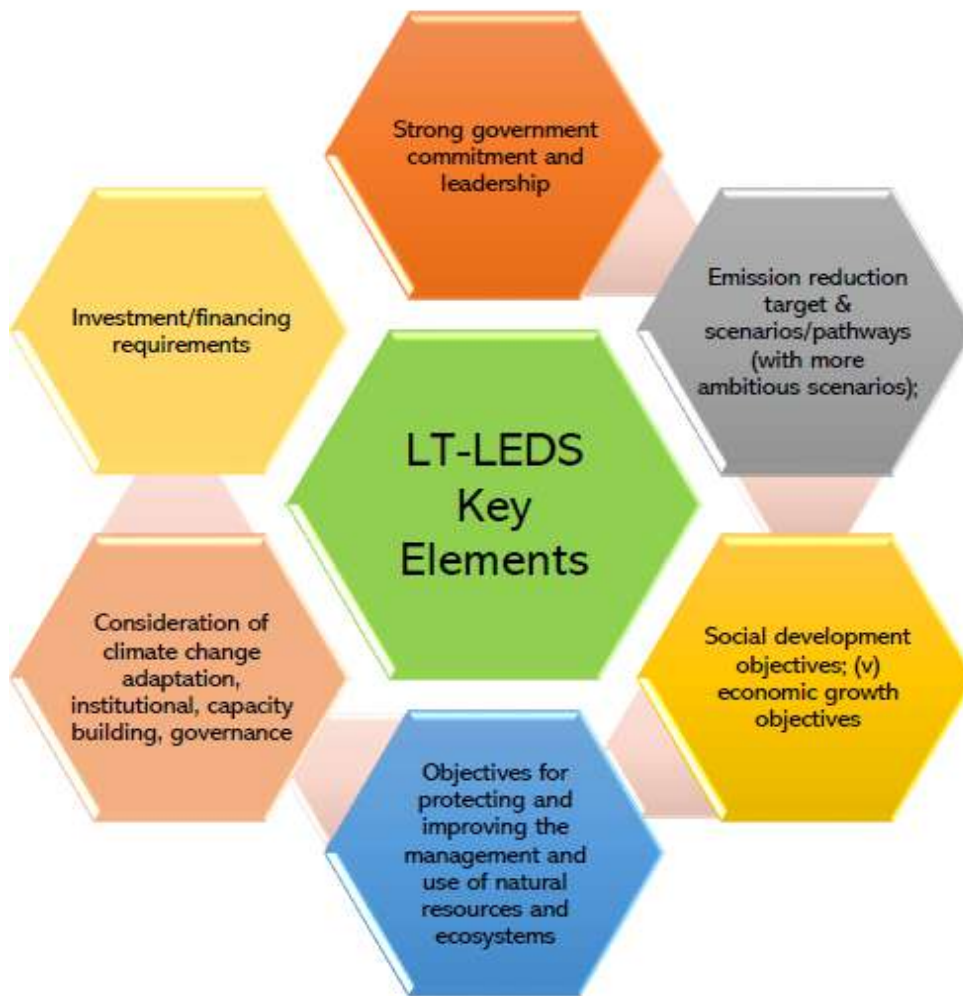 Strong government
commitment and
leadership
Emission reduction
target &
scenarios/pathways
(with more
ambitious scenarios);
Social development
objectives; (v)
economic growth
objectives
Objectives for
protecting and
improving the
management and
use of natural
resources and
ecosystems
Consideration of
climate change
adaptation,
institutional, capacity
building, governance
Investment/financing
requirements
LT-LEDS
Key
Elements